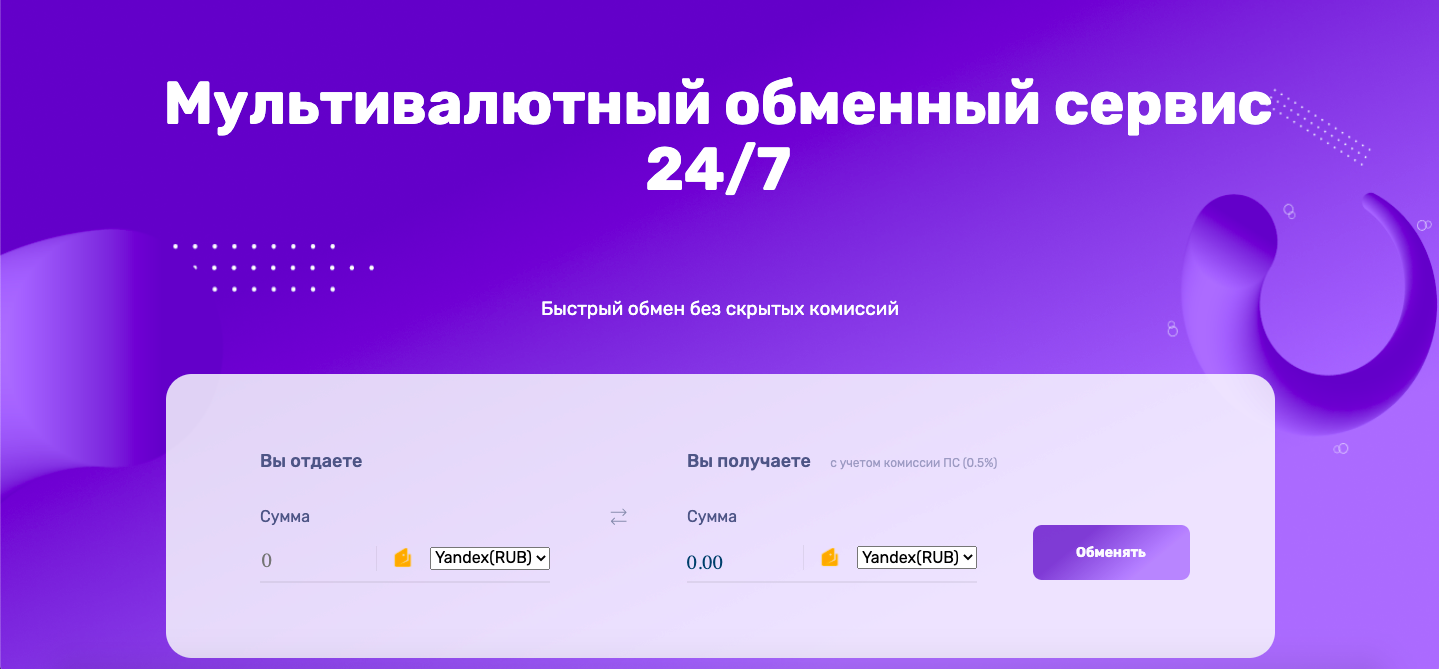 Мультивалютный обменный сервис
24/7
Быстрый обмен без скрытых комиссий
Вы отдаете
Вы получаете с учетом комиссии ПС (0.5%)
Сумма
Сумма
0 Yandex(RUB)
0.00 Yandex(RUB)
Обменять